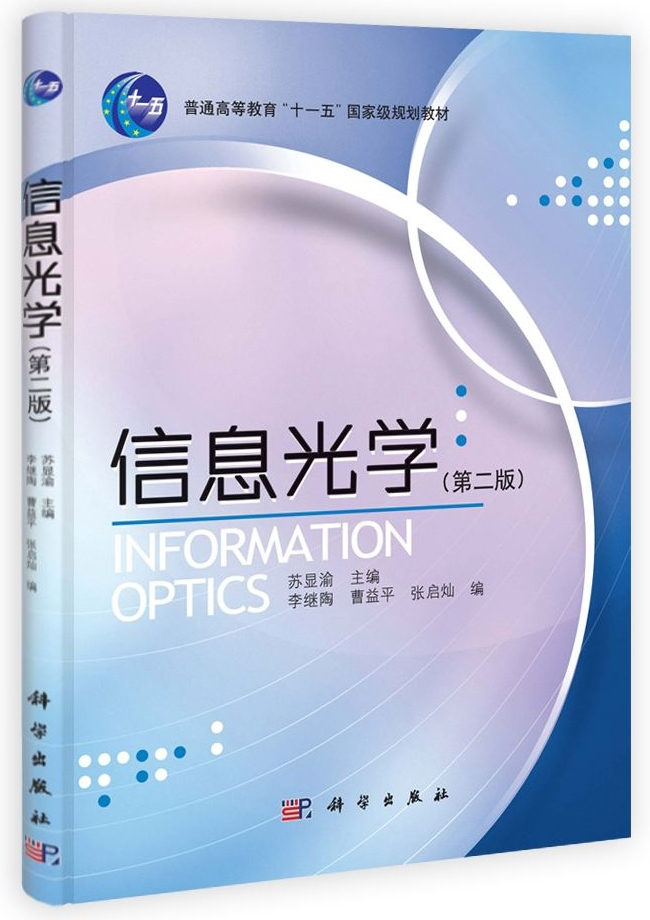 十一五
普通高等教育“十一五”国家级规划教材
信息光学
(第二版)
INFORMATION
OPTICS
苏显渝 主编
李继陶 曹益平 张启灿 编
科学出版社
十一五
信息光学(第二版)
苏显渝 主编
李继陶 曹益平 张启灿 编
科学出版社